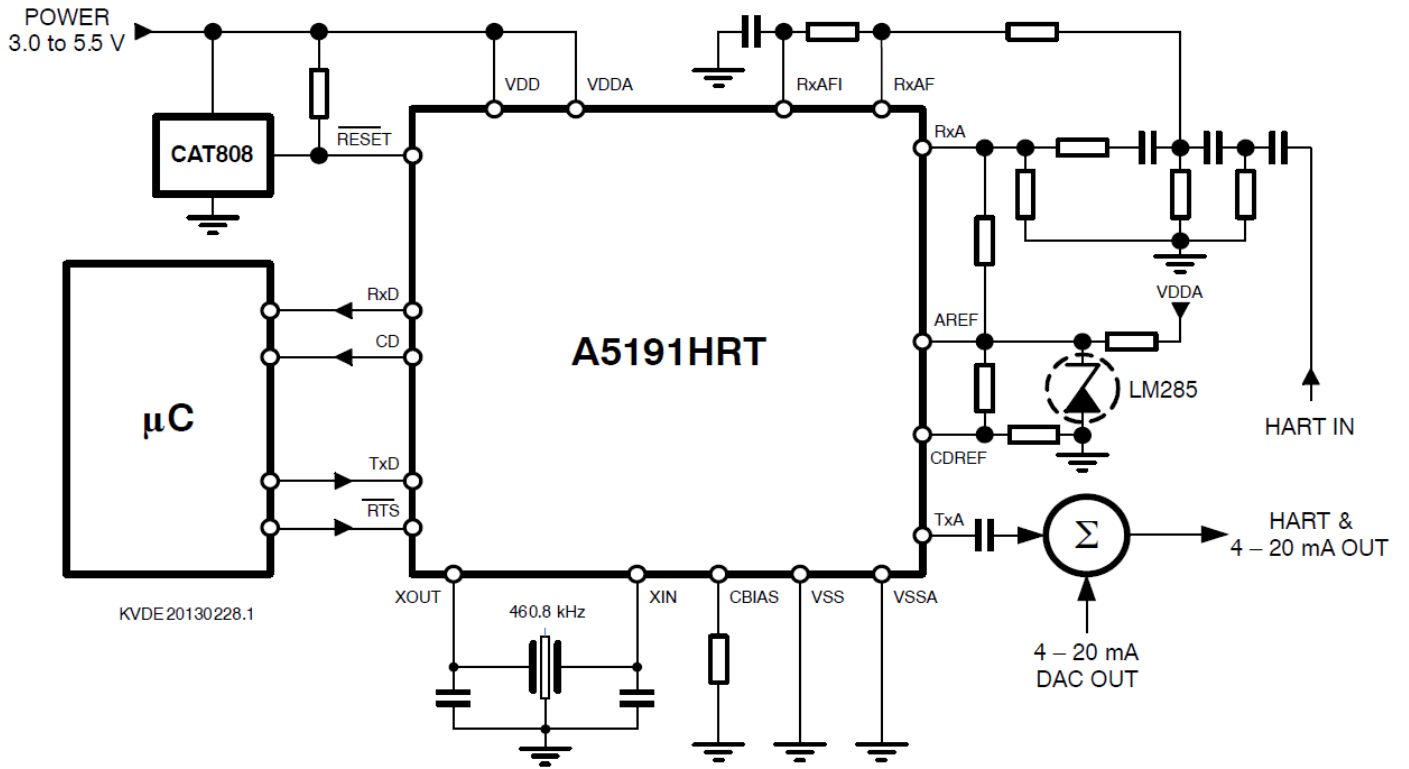 POWER
3.0 to 5.5 V
VDD
VDDA
RxAFI
RxAF
CAT808
RESET
RxA
VDDA
RxD
CD
AREF
A5191HRT
µC
LM285
HART IN
CDREF
TxD
RTS
TxA
Σ
HART &
4 – 20 mA OUT
XOUT
460.8 kHz
XIN
CBIAS
VSS
VSSA
KVDE20130228.1
4 – 20 mA
DAC OUT